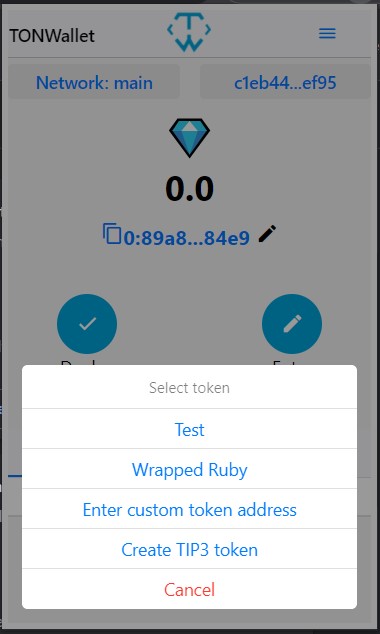 TONWallet
Network: main
c1eb44...ef95
0.0
0:89a8...84e9
Select token
Test
Wrapped Ruby
Enter custom token address
Create TIP3 token
Cancel